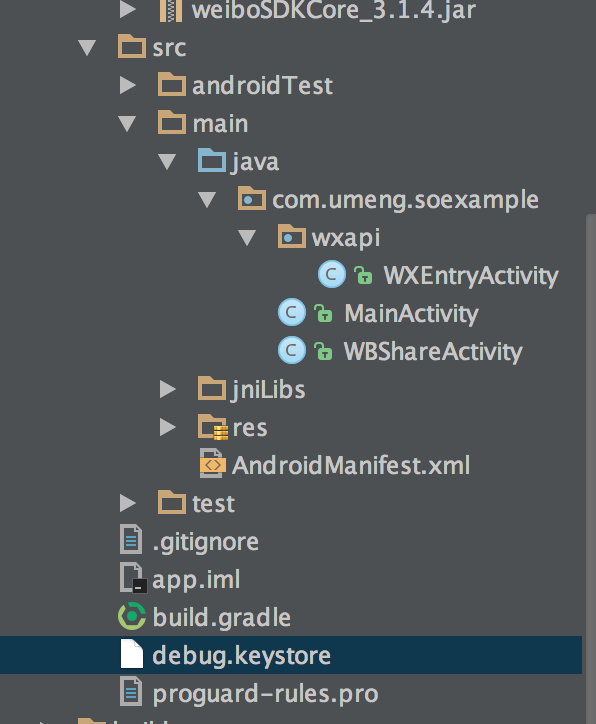 weiboSDKCore_3.1.4.jar
src
androidTest
main
java
com.umeng.soexample
wxapi
C WXEntryActivity
C MainActivity
C WBShareActivity
jniLibs
res
AndroidManifest.xml
test
.gitignore
app.iml
build.gradle
debug.keystore
proguard-rules.pro